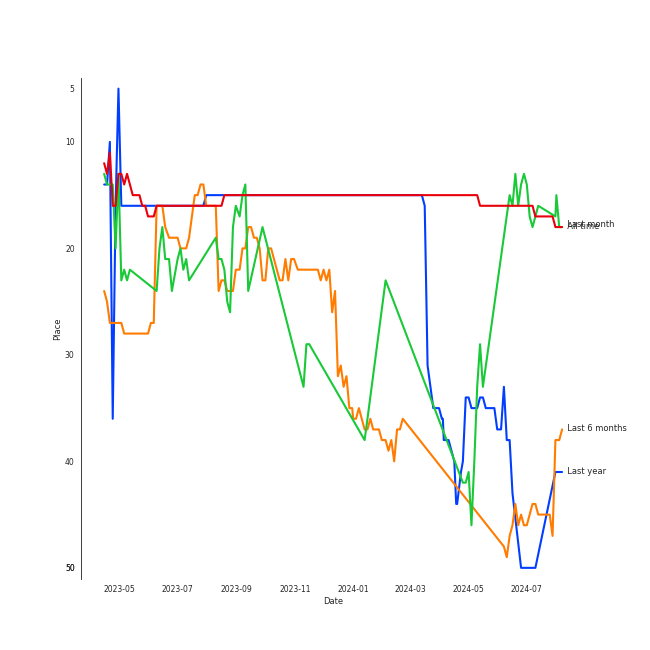 5
10
20
30
40
50
Place
2023-05
2023-07
2023-09
2023-11
2024-01
2024-03
2024-05
2024-07
Date
Last month
All time
Last 6 months
Last year